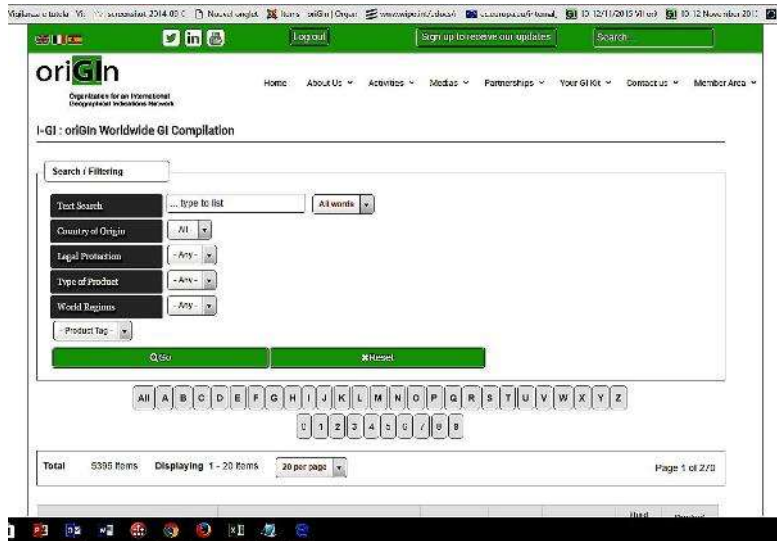 Nouvel onglet
Log out
Sign up to receive our updates
Search...
oriGIn
Organization for an International
Geographical Indications Network
Home About Us Activities Medias Partnerships Your GI Kit Contact us Member Area
I-GI : oriGIn Worldwide GI Compilation
Search / Filtering
Text Search ... type to list All words
Country of Origin All
Legal Protection - Any -
Type of Product - Any -
World Regions - Any -
- Product Tag -
Go Reset
All A B C D E F G H I J K L M N O P Q R S T U V W X Y Z
0 1 2 3 4 5 6 7 8 9
Total 5395 Items Displaying 1 - 20 Items 20 per page Page 1 of 270